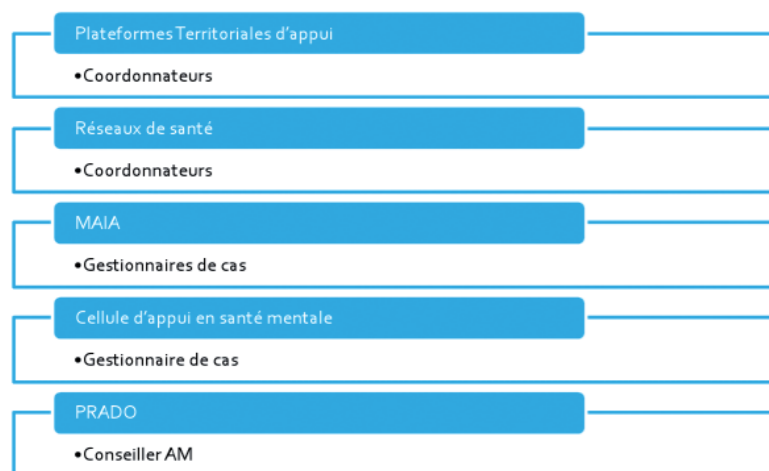 Plateformes Territoriales d'appui
•Coordonnateurs
Réseaux de santé
•Coordonnateurs
MAIA
•Gestionnaires de cas
Cellule d'appui en santé mentale
•Gestionnaire de cas
PRADO
•Conseiller AM